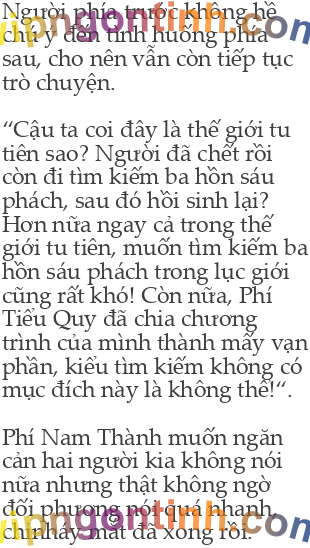 Người phía trước không hề
chú ý đến tình huống phía
sau, cho nên vẫn còn tiếp tục
trò chuyện.
“Cậu ta coi đây là thế giới tu
tiên sao? Người đã chết rồi
còn đi tìm kiếm ba hồn sáu
phách, sau đó hồi sinh lại?
Hơn nữa ngay cả trong thế
giới tu tiên, muốn tìm kiếm ba
hồn sáu phách trong lục giới
cũng rất khó! Còn nữa, Phí
Tiểu Quy đã chia chương
trình của mình thành mấy vạn
phần, kiểu tìm kiếm không có
mục đích này là không thể!“.
Phí Nam Thành muốn ngăn
cản hai người kia không nói
nữa nhưng thật không ngờ
đối phương nói quá nhanh,
chớp mắt đã xong rồi.
vipngontinh.com
vipngontinh.com